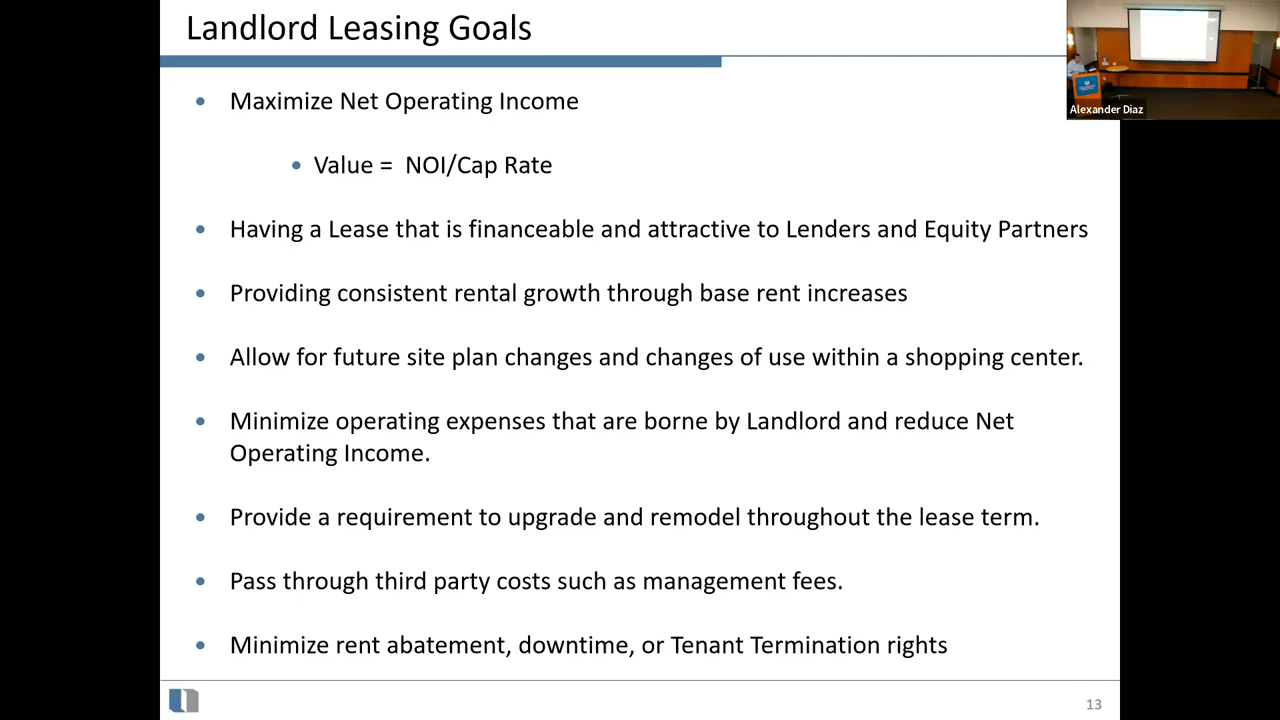 Landlord Leasing Goals
Alexander Diaz
• Maximize Net Operating Income
• Value = NOI/Cap Rate
• Having a Lease that is financeable and attractive to Lenders and Equity Partners
• Providing consistent rental growth through base rent increases
• Allow for future site plan changes and changes of use within a shopping center.
• Minimize operating expenses that are borne by Landlord and reduce Net
Operating Income.
• Provide a requirement to upgrade and remodel throughout the lease term.
• Pass through third party costs such as management fees.
• Minimize rent abatement, downtime, or Tenant Termination rights
13